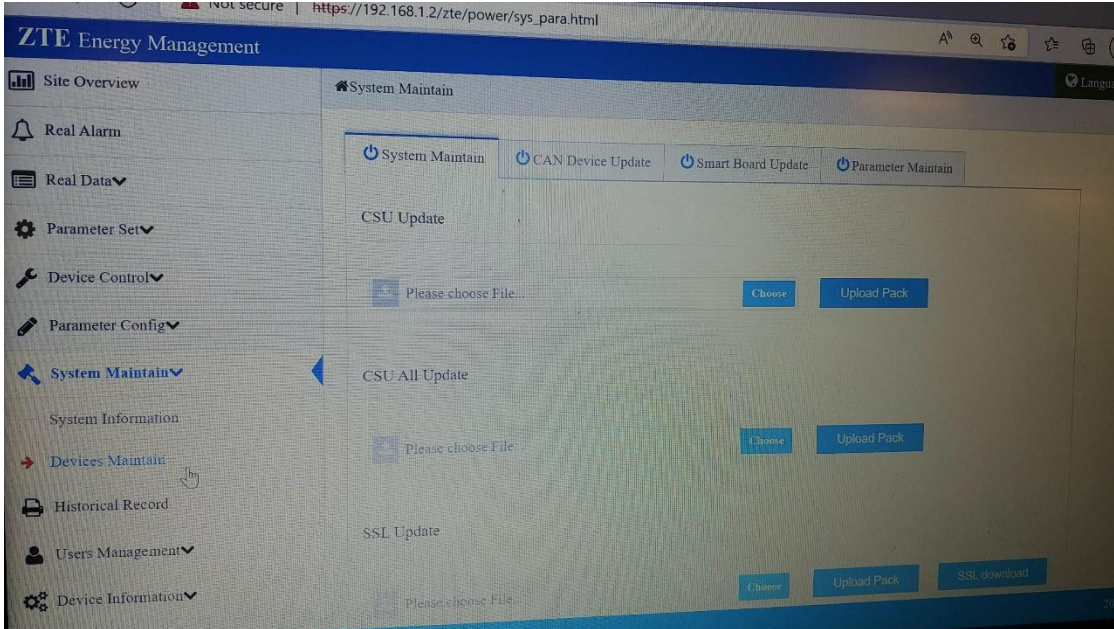 Not secure | https://192.168.1.2/zte/power/sys_para.html
ZTE Energy Management
Site Overview
Real Alarm
Real Data
Parameter Set
Device Control
Parameter Config
System Maintain
System Information
Devices Maintain
Historical Record
Users Management
Device Information
System Maintain
System Maintain
CAN Device Update
Smart Board Update
Parameter Maintain
CSU Update
Please choose File...
Choose
Upload Pack
CSU All Update
Please choose File...
Choose
Upload Pack
SSL Update
Please choose File...
Choose
Upload Pack
SSL download